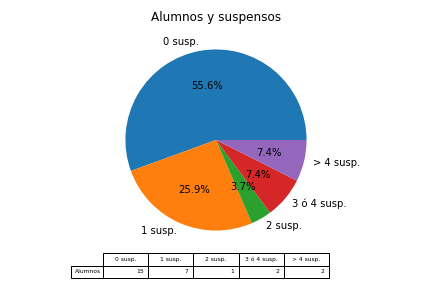 Alumnos y suspensos
0 susp.
55.6%
7.4%
> 4 susp.
7.4%
3 ó 4 susp.
3.7%
2 susp.
25.9%
1 susp.
0 susp. 1 susp. 2 susp. 3 ó 4 susp. > 4 susp.
Alumnos 15 7 1 2 2